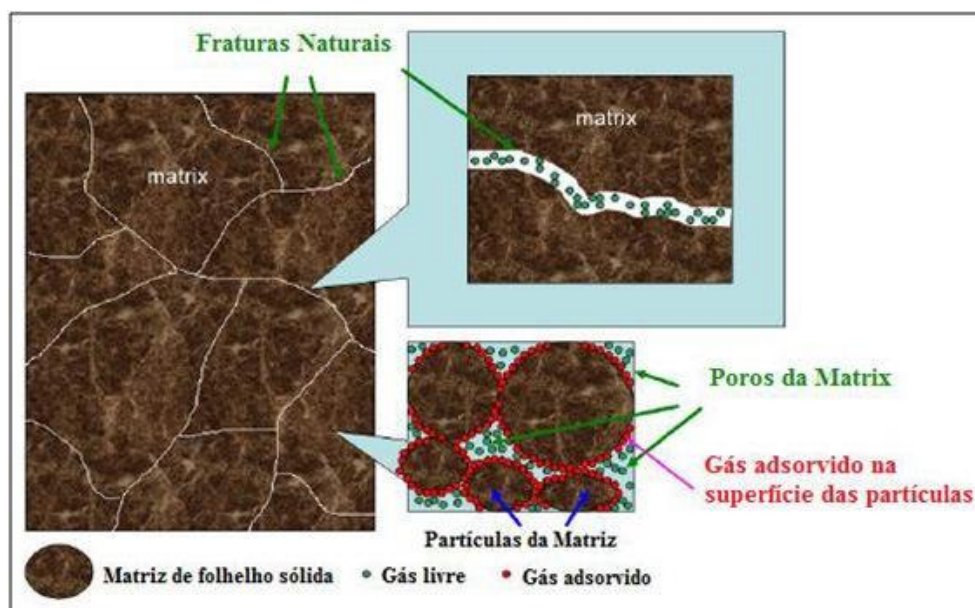 Fraturas Naturais
matrix
matrix
Poros da Matrix
Gás adsorvido na
superfície das partículas
Partículas da Matriz
Matriz de folhelho sólida
Gás livre
Gás adsorvido